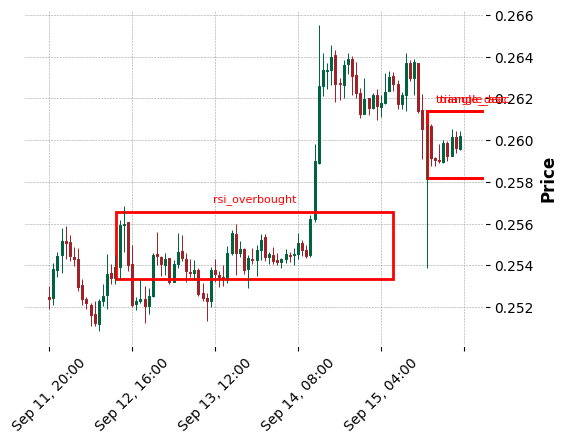 0.266
0.264
0.262
0.260
0.258
0.256
0.254
0.252
Price
rsi_overbought
Sep 11, 20:00
Sep 12, 16:00
Sep 13, 12:00
Sep 14, 08:00
Sep 15, 04:00